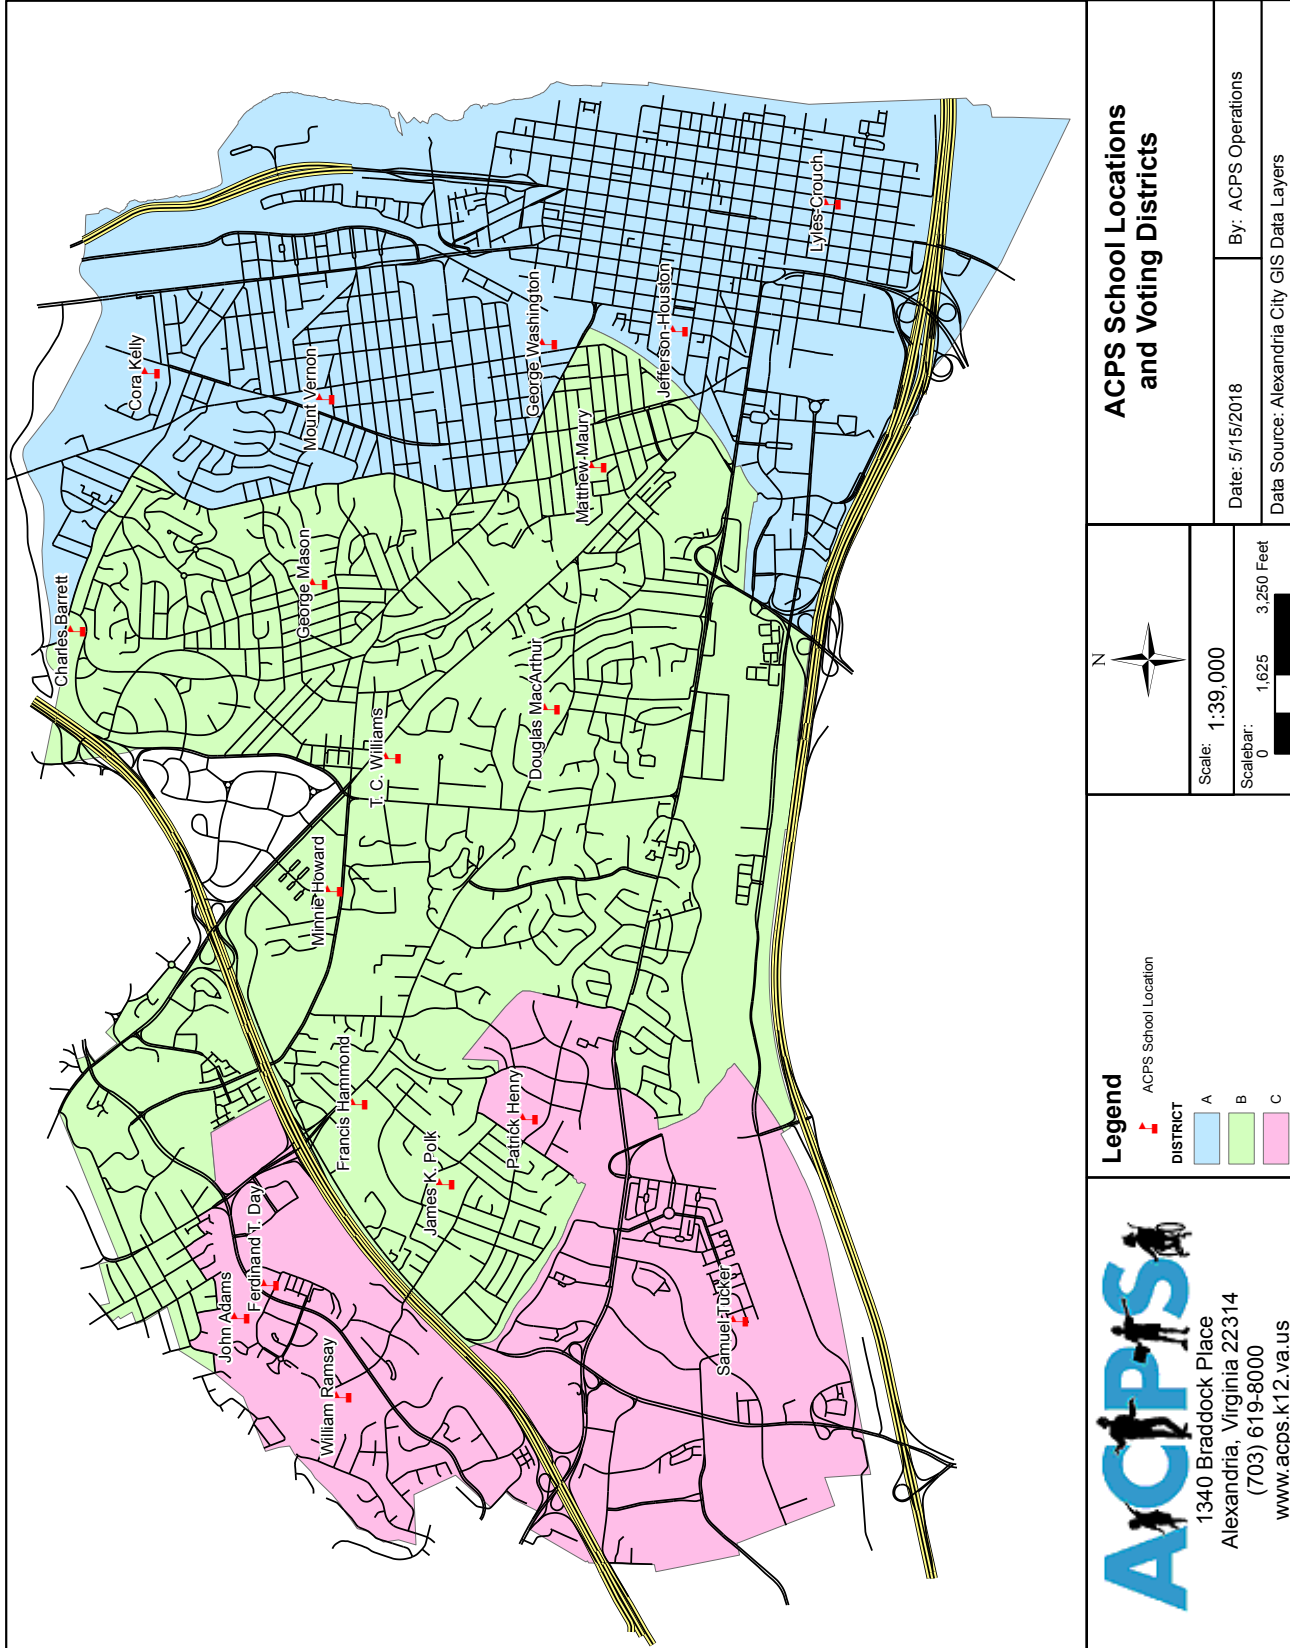 Charles Barrett
Cora Kelly
Mount Vernon
George Mason
George Washington
Matthew-Maury
Jefferson-Houston
Lyles-Crouch
T. C. Williams
Douglas MacArthur
Minnie Howard
Francis Hammond
James K. Polk
Patrick Henry
John Adams
Ferdinand T. Day
William Ramsay
Samuel Tucker
ACPS
1340 Braddock Place
Alexandria, Virginia 22314
(703) 619-8000
www.acps.k12.va.us
Legend
ACPS School Location
DISTRICT
A
B
C
N
Scale: 1:39,000
Scalebar:
0 1,625 3,250 Feet
ACPS School Locations
and Voting Districts
Date: 5/15/2018
By: ACPS Operations
Data Source: Alexandria City GIS Data Layers